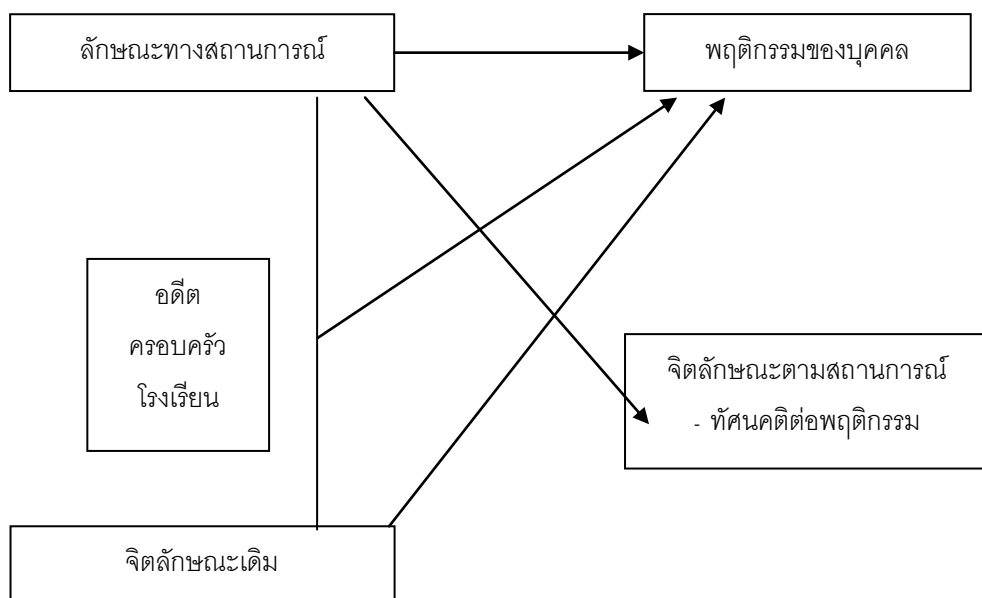 ลักษณะทางสถานการณ์
พฤติกรรมของบุคคล
อดีต
ครอบครัว
โรงเรียน
จิตลักษณะตามสถานการณ์
- ทัศนคติต่อพฤติกรรม
จิตลักษณะเดิม